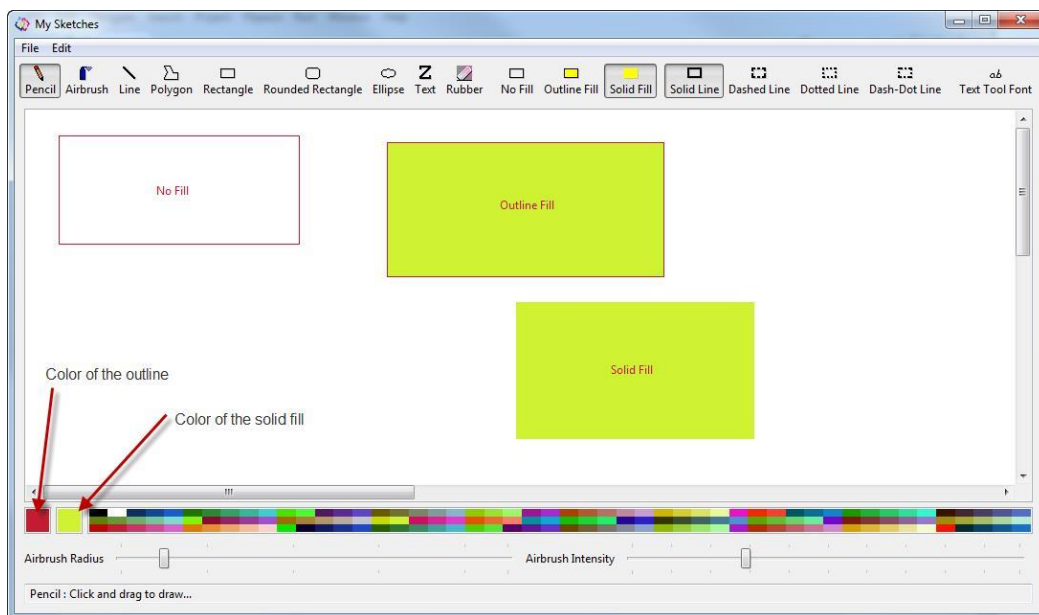 My Sketches
File Edit
Pencil Airbrush Line Polygon Rectangle Rounded Rectangle Ellipse Text Rubber No Fill Outline Fill Solid Fill Solid Line Dashed Line Dotted Line Dash-Dot Line Text Tool Font
No Fill
Outline Fill
Solid Fill
Color of the outline
Color of the solid fill
Airbrush Radius Airbrush Intensity
Pencil : Click and drag to draw...